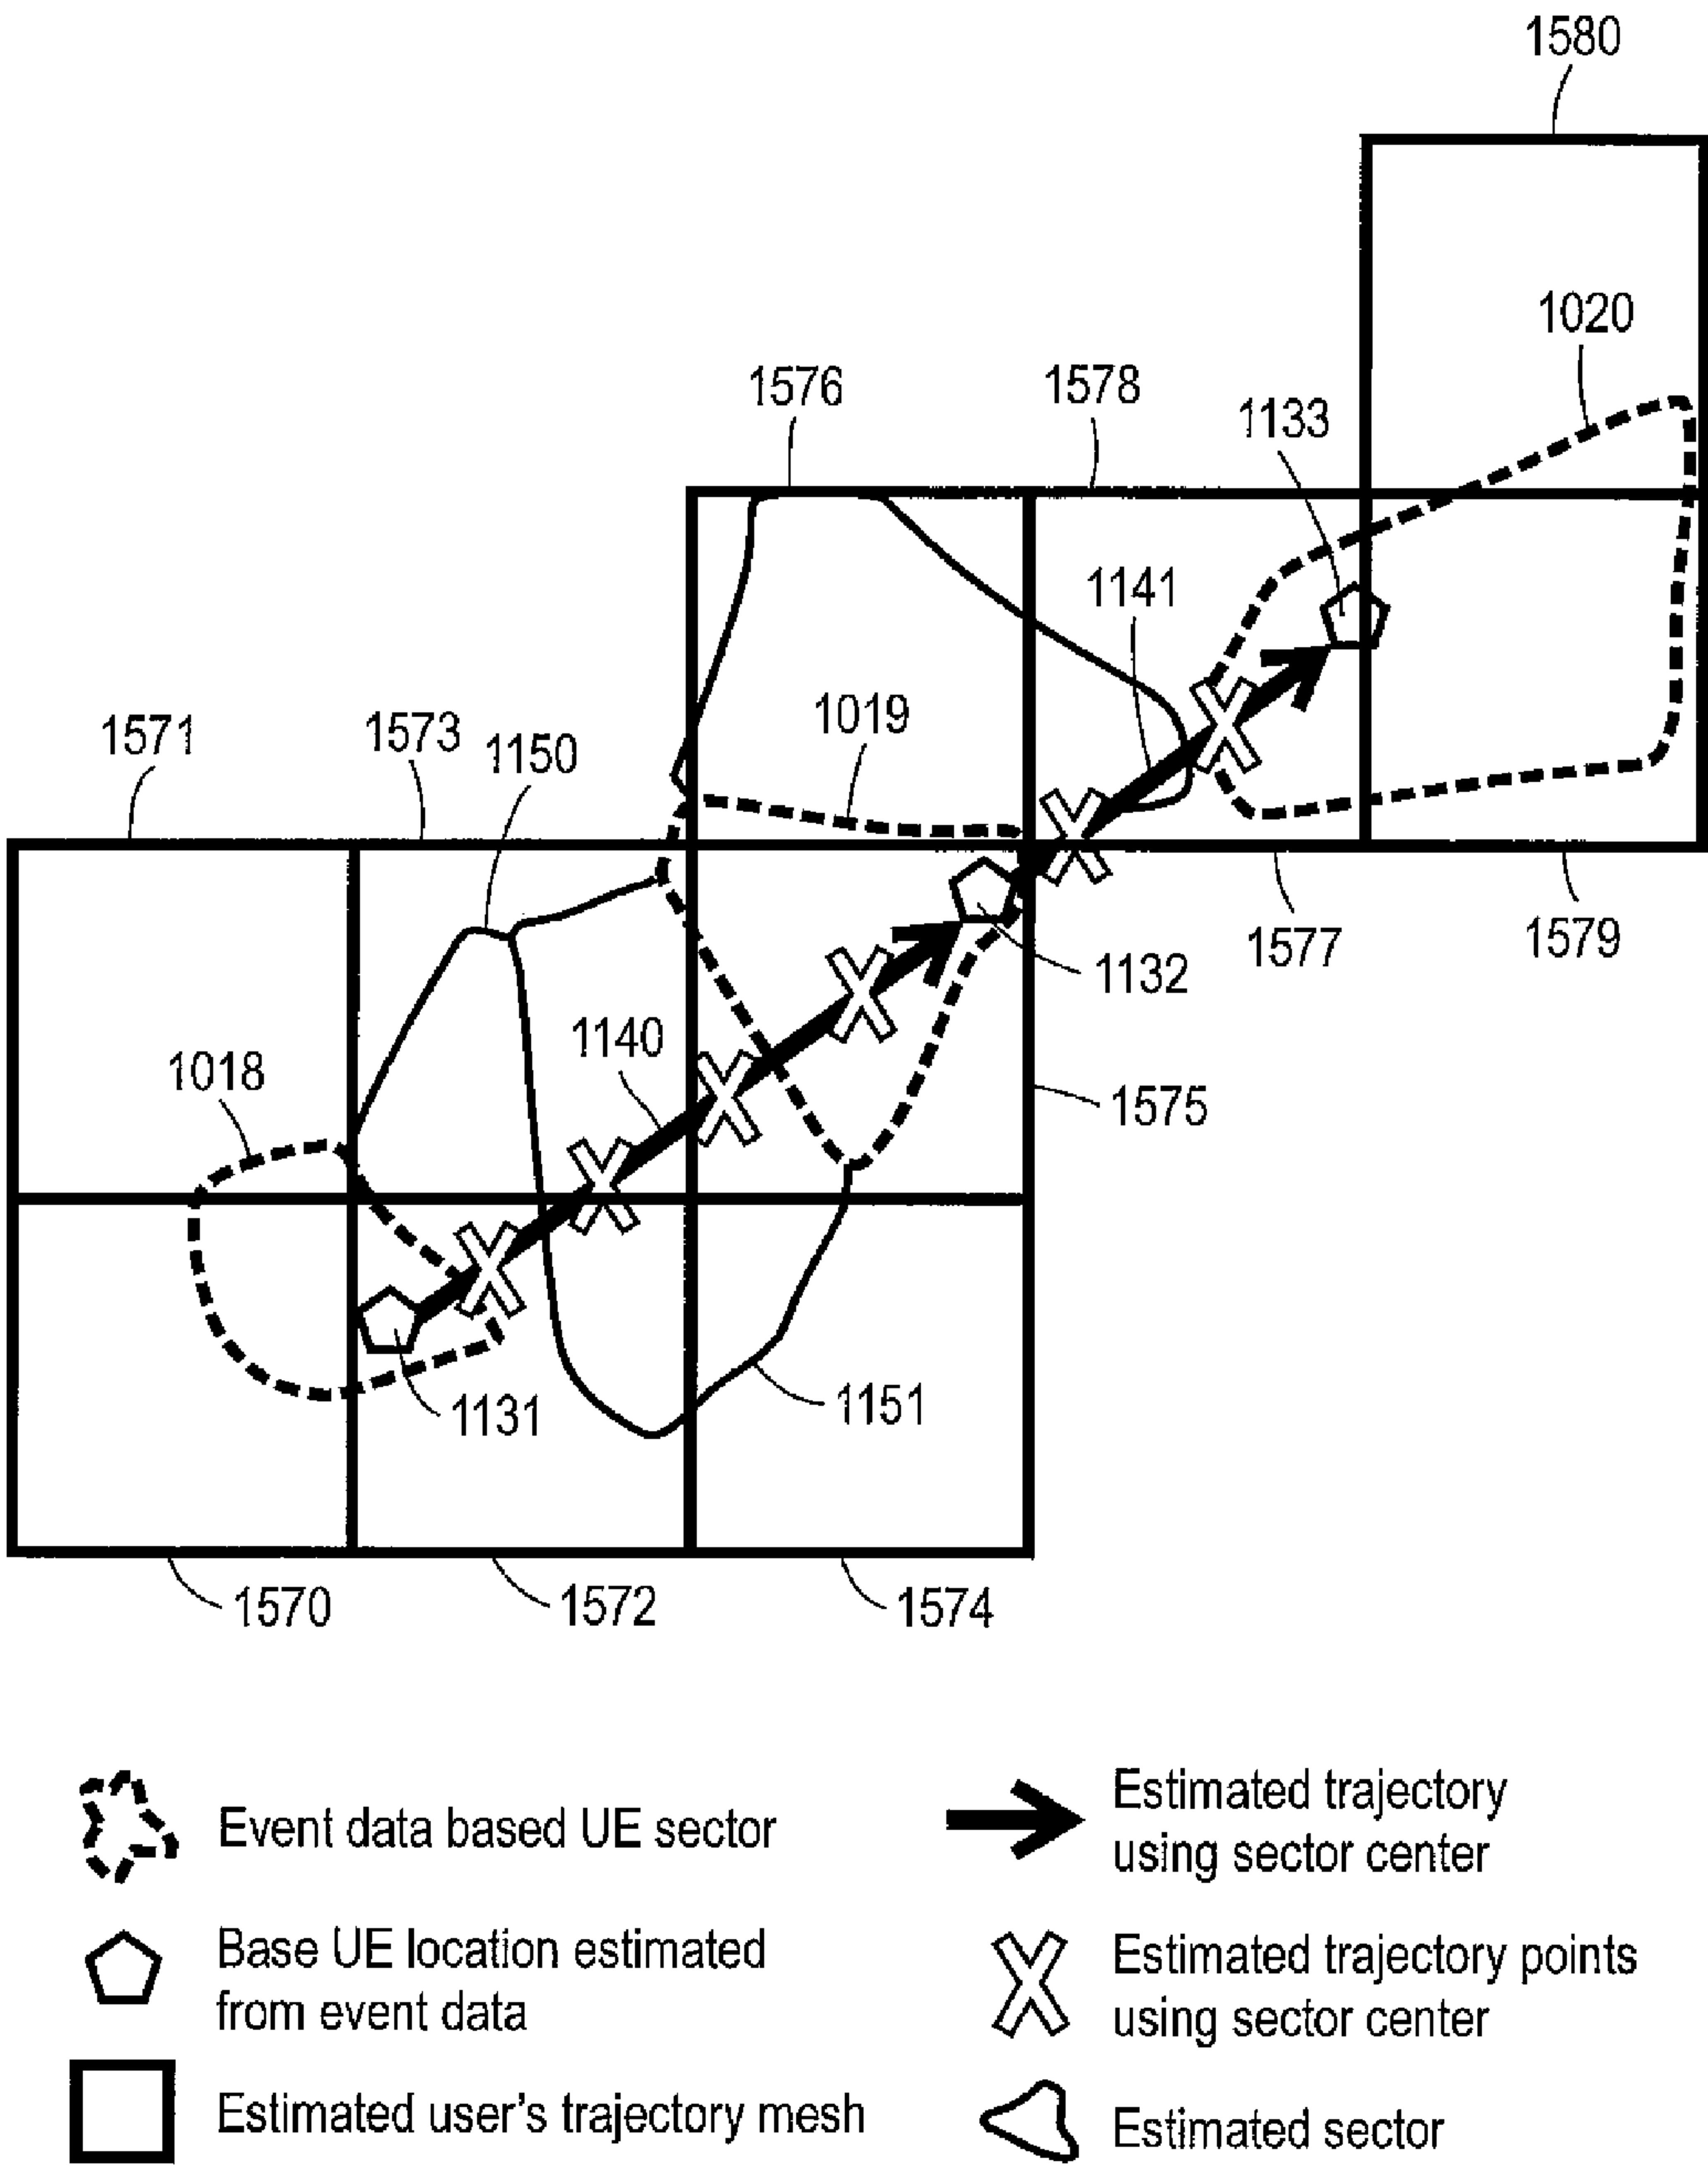 1580
1020
1576
1578
1133
1141
1571
1573
1150
1019
1577
1579
1132
1018
1140
1575
1131
1151
1570
1572
1574
Event data based UE sector
Base UE location estimated
from event data
Estimated user's trajectory mesh
Estimated trajectory
using sector center
Estimated trajectory points
using sector center
Estimated sector